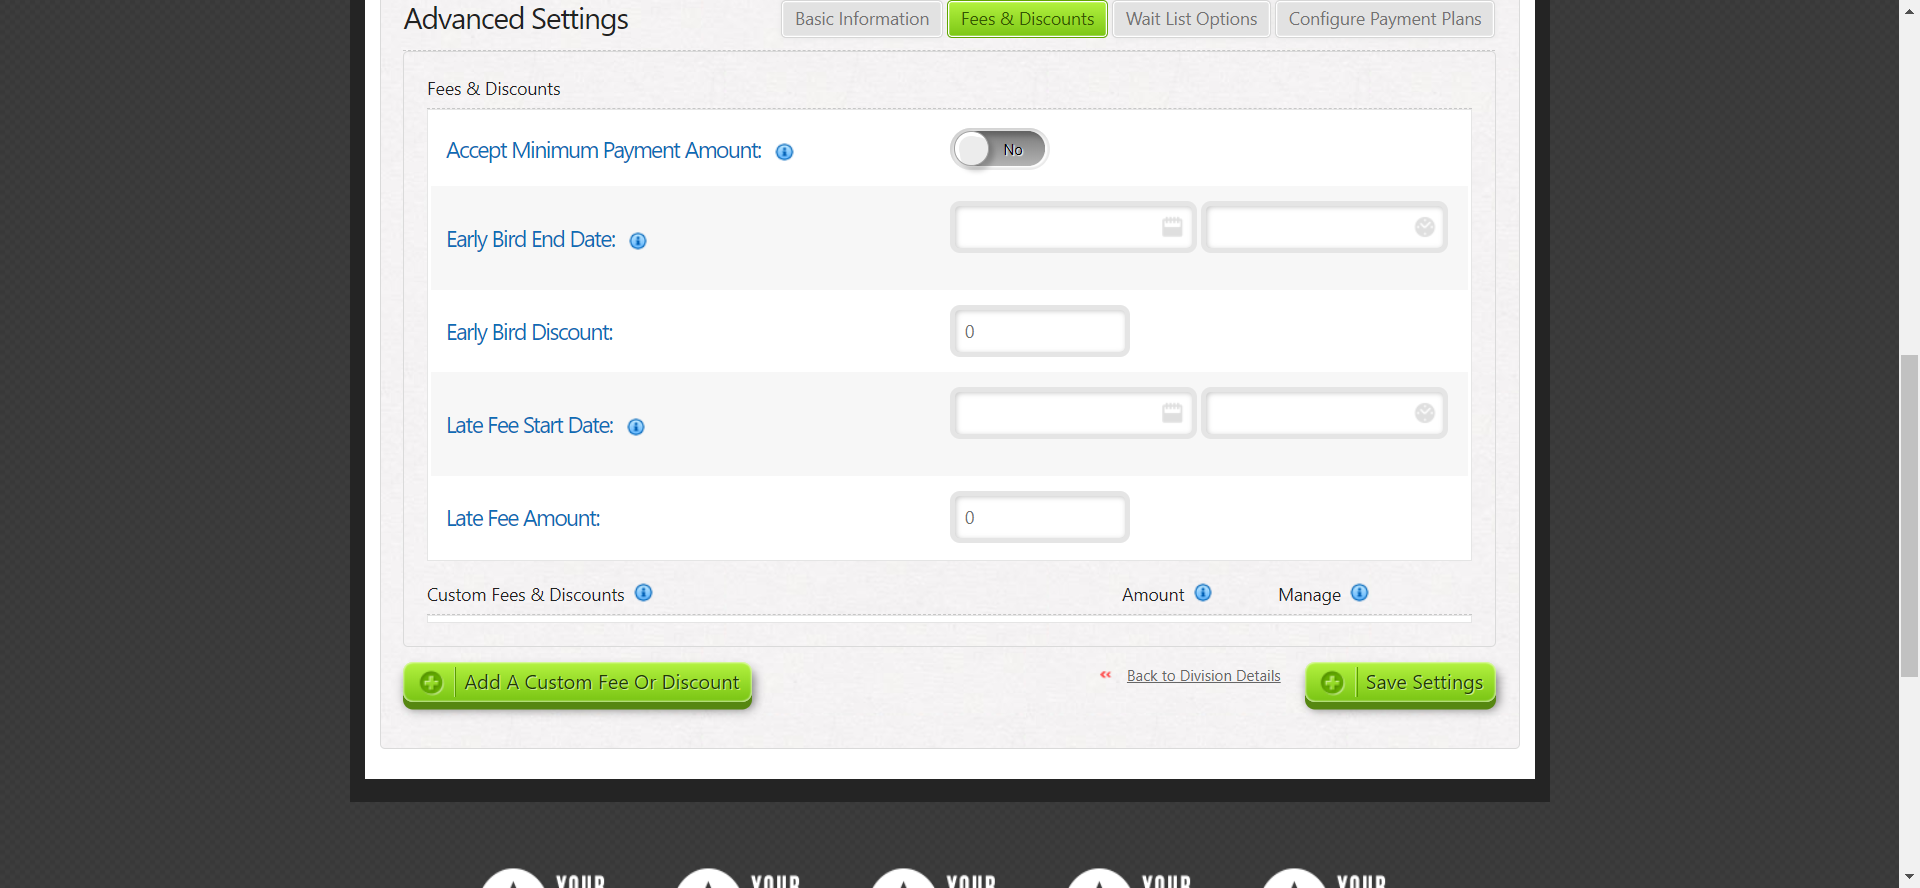 Advanced Settings
Basic Information
Fees & Discounts
Wait List Options
Configure Payment Plans
Fees & Discounts
Accept Minimum Payment Amount:
No
Early Bird End Date:
Early Bird Discount:
0
Late Fee Start Date:
Late Fee Amount:
0
Custom Fees & Discounts
Amount
Manage
Add A Custom Fee Or Discount
Back to Division Details
Save Settings
YOUR
YOUR
YOUR
YOUR
YOUR